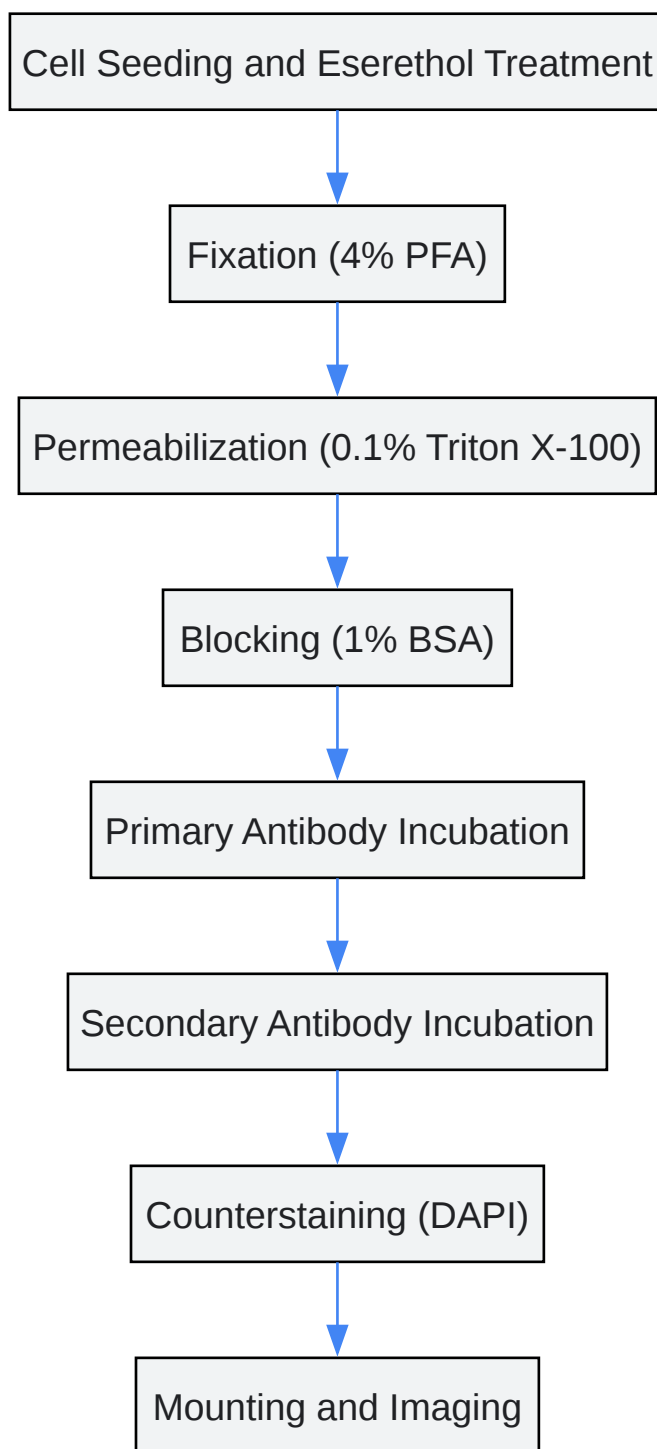 Cell Seeding and Eserethol Treatment
Fixation (4% PFA)
Permeabilization (0.1% Triton X-100)
Blocking (1% BSA)
Primary Antibody Incubation
Secondary Antibody Incubation
Counterstaining (DAPI)
Mounting and Imaging